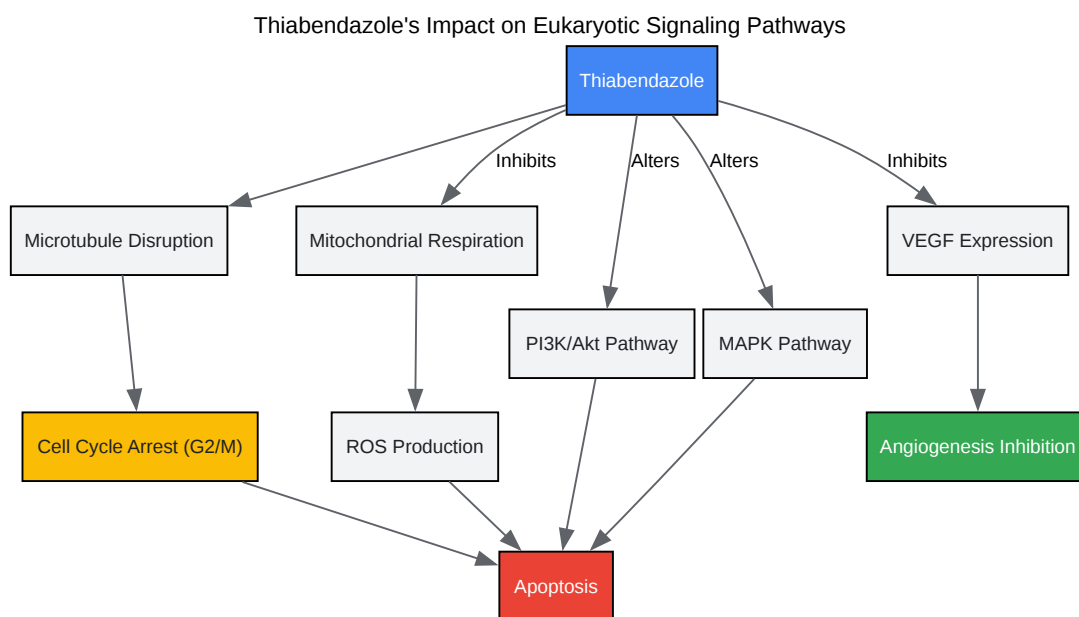 Thiabendazole's Impact on Eukaryotic Signaling Pathways
Thiabendazole
Inhibits
Alters
Alters
Inhibits
Microtubule Disruption
Mitochondrial Respiration
VEGF Expression
PI3K/Akt Pathway
MAPK Pathway
Cell Cycle Arrest (G2/M)
ROS Production
Angiogenesis Inhibition
Apoptosis